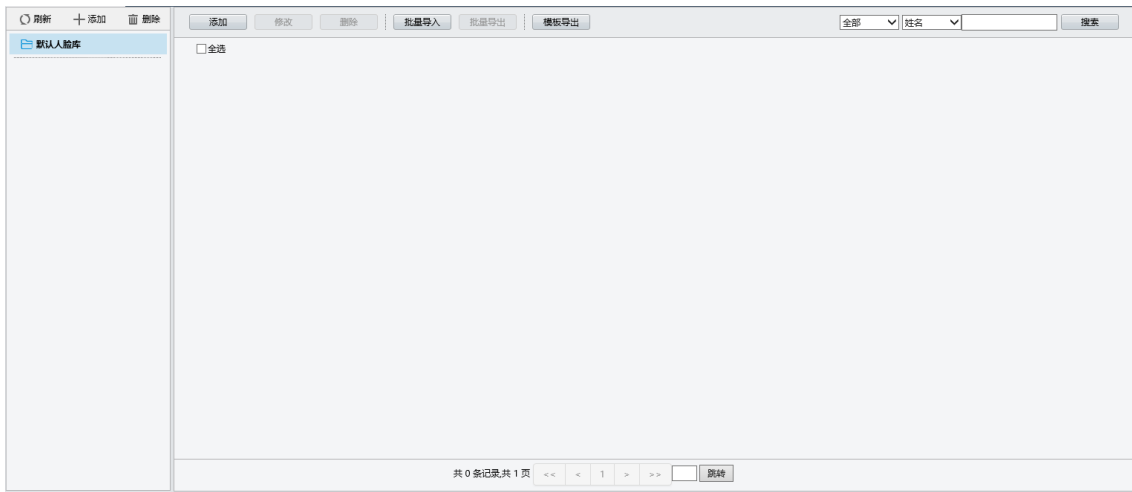 刷新 添加 删除
默认人脸库
添加 修改 删除 批量导入 批量导出 模板导出 全部 姓名 搜索
全选
共 0 条记录,共 1 页 << < 1 > >> 跳转